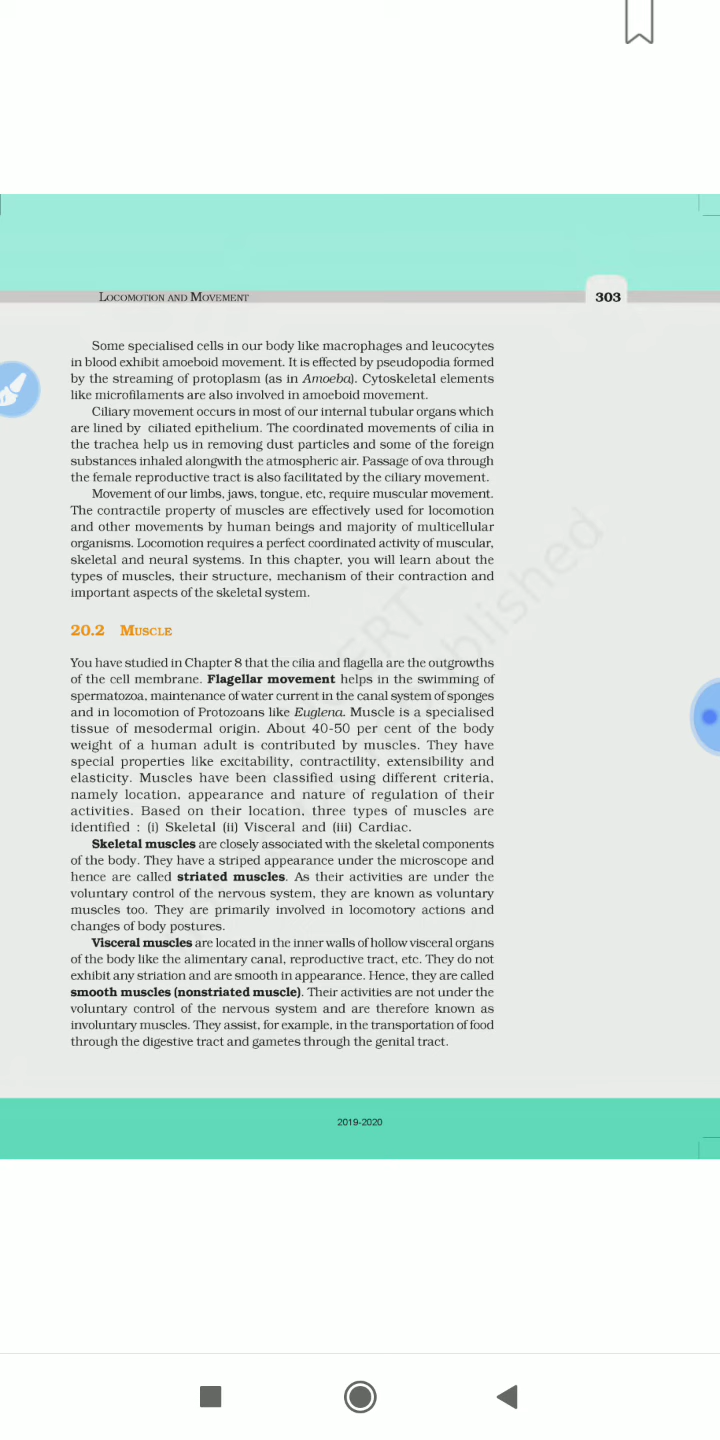 LOCOMOTION AND MOVEMENT 303
Some specialised cells in our body like macrophages and leucocytes
in blood exhibit amoeboid movement. It is effected by pseudopodia formed
by the streaming of protoplasm (as in Amoeba). Cytoskeletal elements
like microfilaments are also involved in amoeboid movement.
Ciliary movement occurs in most of our internal tubular organs which
are lined by ciliated epithelium. The coordinated movements of cilia in
the trachea help us in removing dust particles and some of the foreign
substances inhaled alongwith the atmospheric air. Passage of ova through
the female reproductive tract is also facilitated by the ciliary movement.
Movement of our limbs, jaws, tongue, etc, require muscular movement.
The contractile property of muscles are effectively used for locomotion
and other movements by human beings and majority of multicellular
organisms. Locomotion requires a perfect coordinated activity of muscular,
skeletal and neural systems. In this chapter, you will learn about the
types of muscles, their structure, mechanism of their contraction and
important aspects of the skeletal system.
20.2 MUSCLE
You have studied in Chapter 8 that the cilia and flagella are the outgrowths
of the cell membrane. Flagellar movement helps in the swimming of
spermatozoa, maintenance of water current in the canal system of sponges
and in locomotion of Protozoans like Euglena. Muscle is a specialised
tissue of mesodermal origin. About 40-50 per cent of the body
weight of a human adult is contributed by muscles. They have
special properties like excitability, contractility, extensibility and
elasticity. Muscles have been classified using different criteria,
namely location, appearance and nature of regulation of their
activities. Based on their location, three types of muscles are
identified : (i) Skeletal (ii) Visceral and (iii) Cardiac.
Skeletal muscles are closely associated with the skeletal components
of the body. They have a striped appearance under the microscope and
hence are called striated muscles. As their activities are under the
voluntary control of the nervous system, they are known as voluntary
muscles too. They are primarily involved in locomotory actions and
changes of body postures.
Visceral muscles are located in the inner walls of hollow visceral organs
of the body like the alimentary canal, reproductive tract, etc. They do not
exhibit any striation and are smooth in appearance. Hence, they are called
smooth muscles (nonstriated muscle). Their activities are not under the
voluntary control of the nervous system and are therefore known as
involuntary muscles. They assist, for example, in the transportation of food
through the digestive tract and gametes through the genital tract.
2019-2020